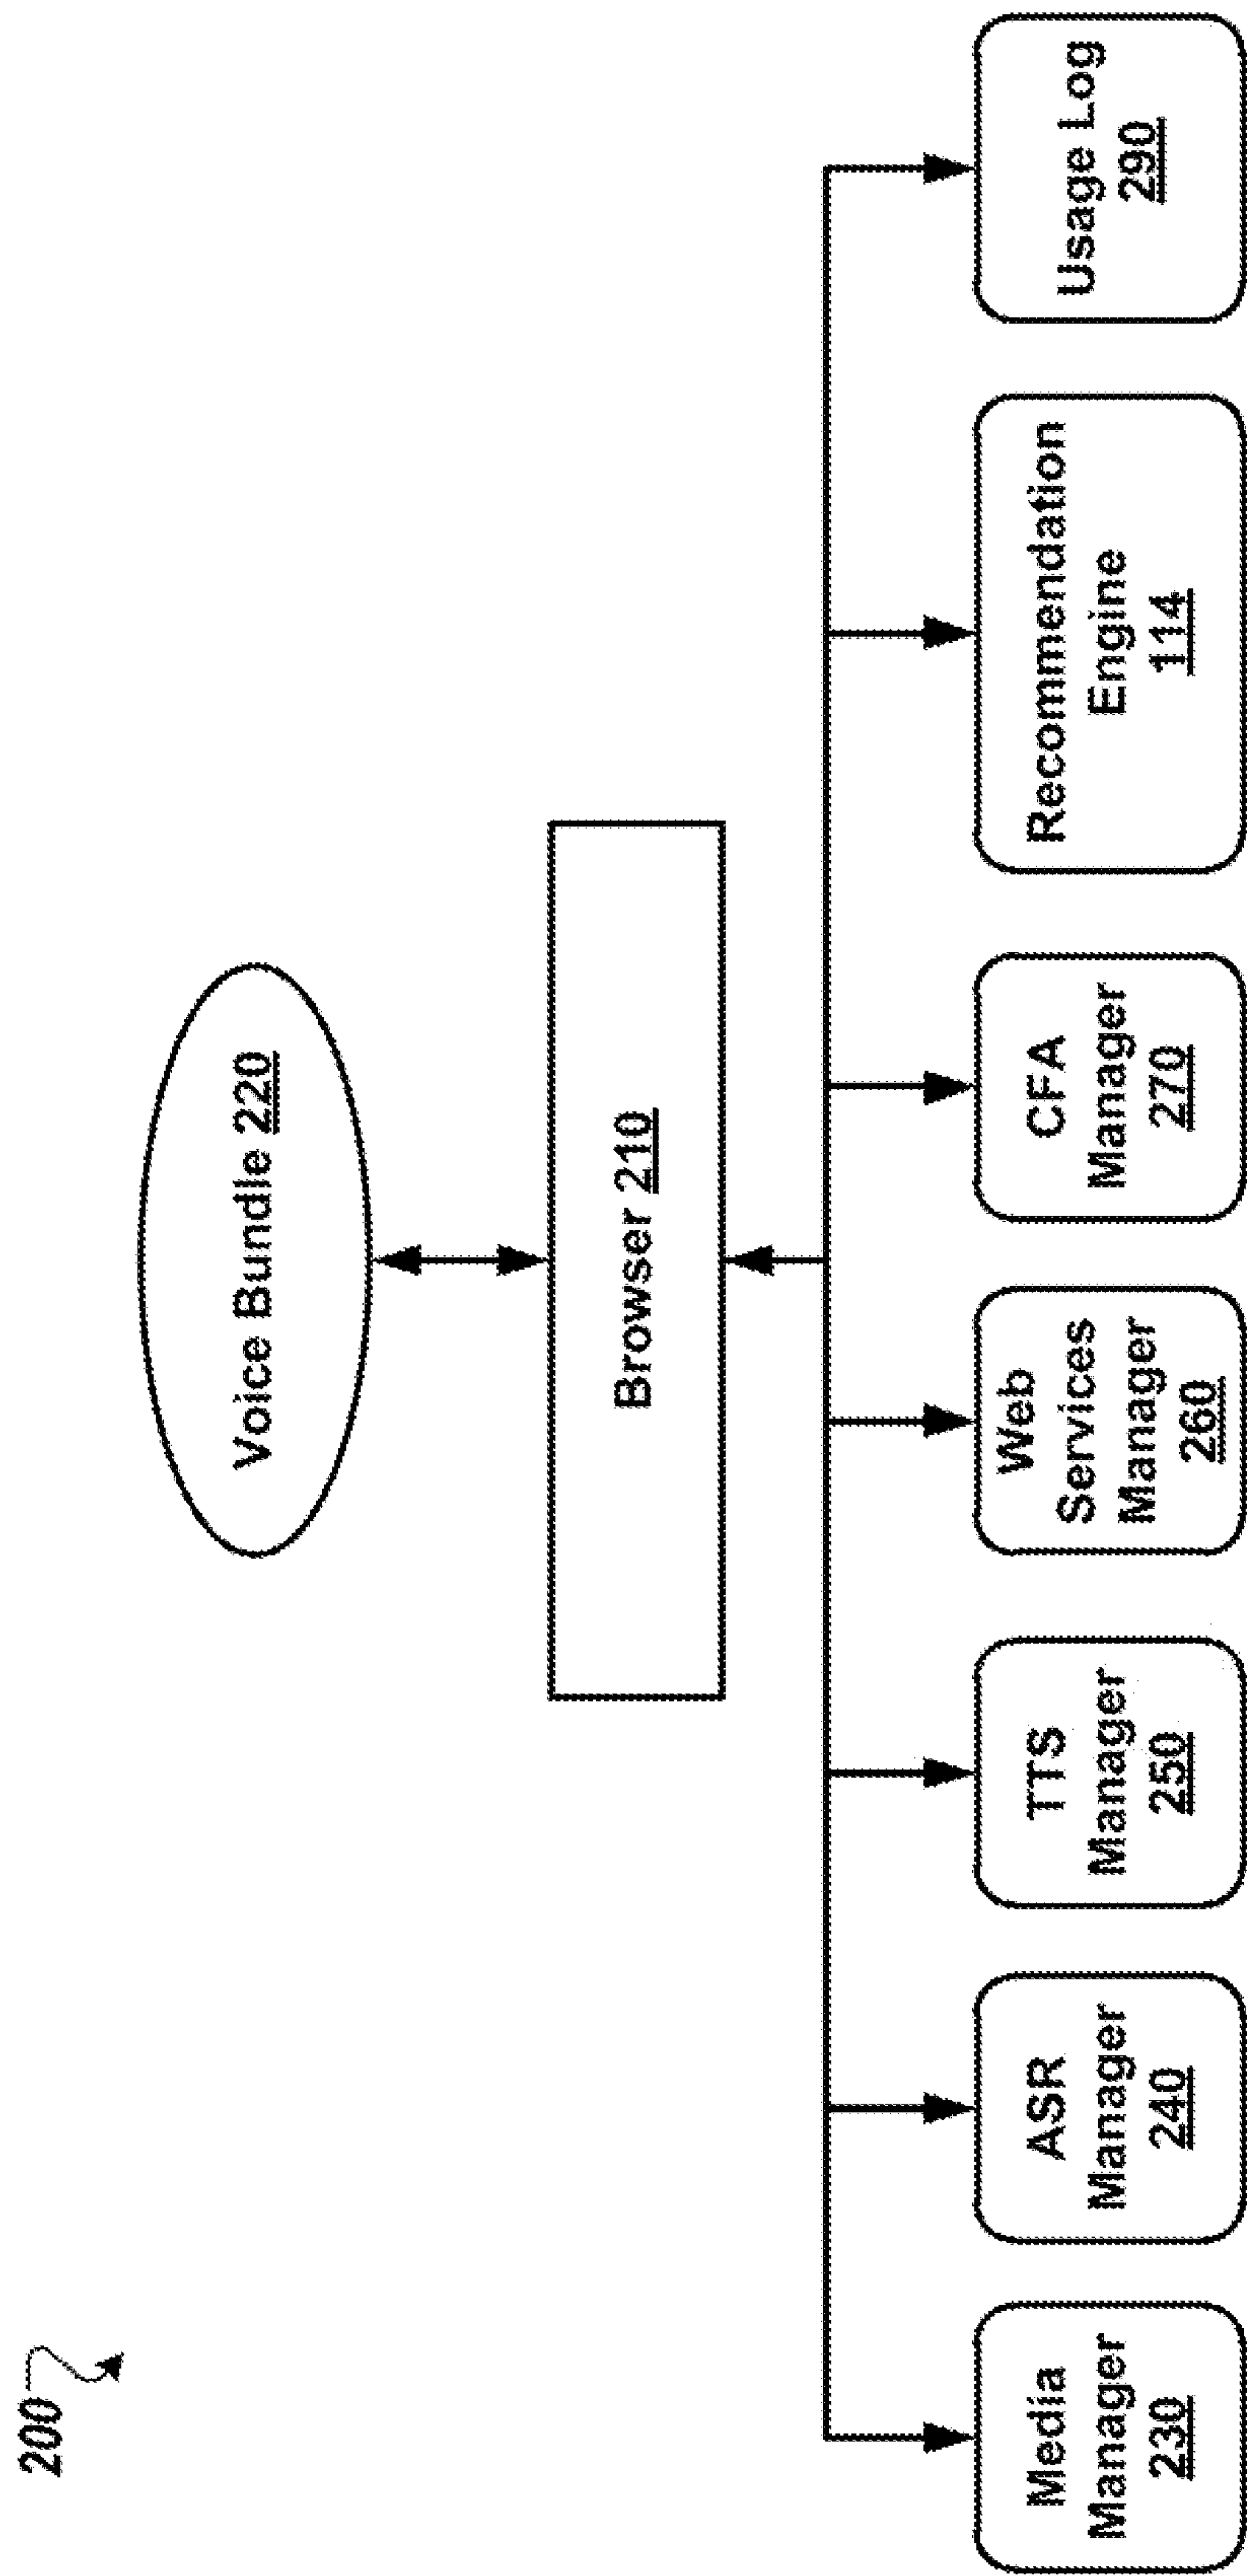 200
Voice Bundle 220
Browser 210
Media
Manager
230
ASR
Manager
240
TTS
Manager
250
Web
Services
Manager
260
CFA
Manager
270
Recommendation
Engine
114
Usage Log
290